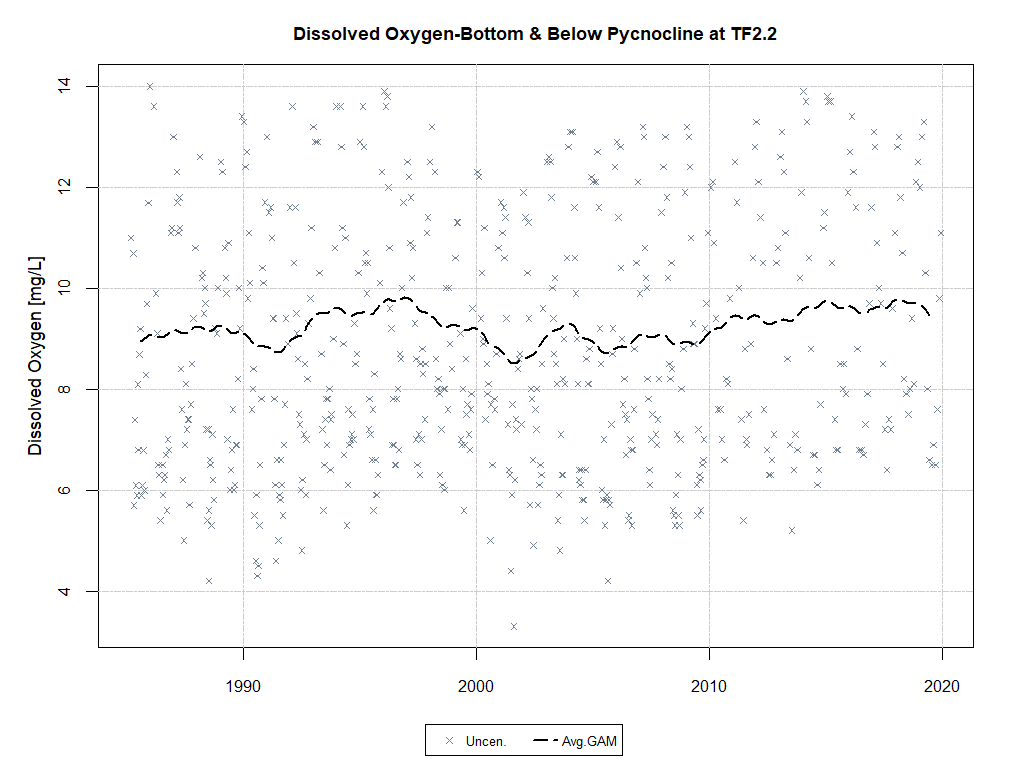 Dissolved Oxygen-Bottom & Below Pycnocline at TF2.2
Dissolved Oxygen [mg/L]
14
12
10
8
6
4
1990
2000
2010
2020
Uncen.
Avg.GAM